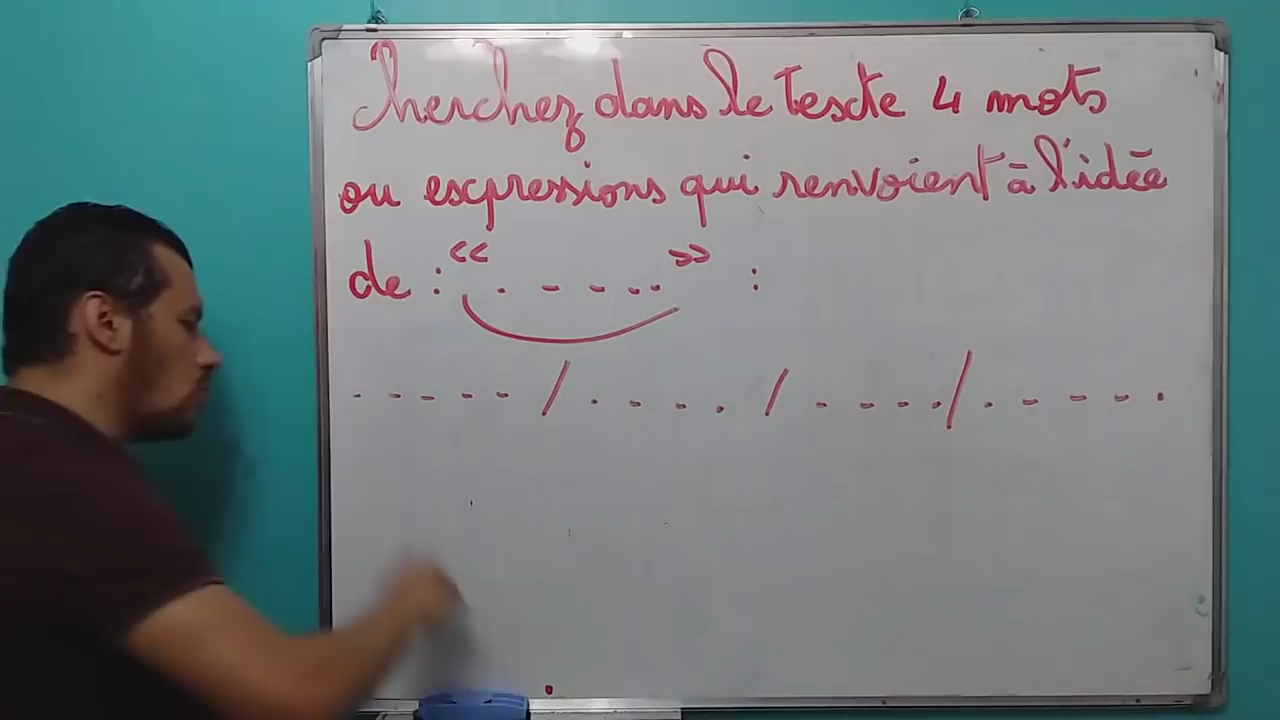 Cherchez dans le texte 4 mots
ou expressions qui renvoient à l'idée
de : « . - - - . . » :
. - - - - / . - - - . / . - - - . / . - - - - .